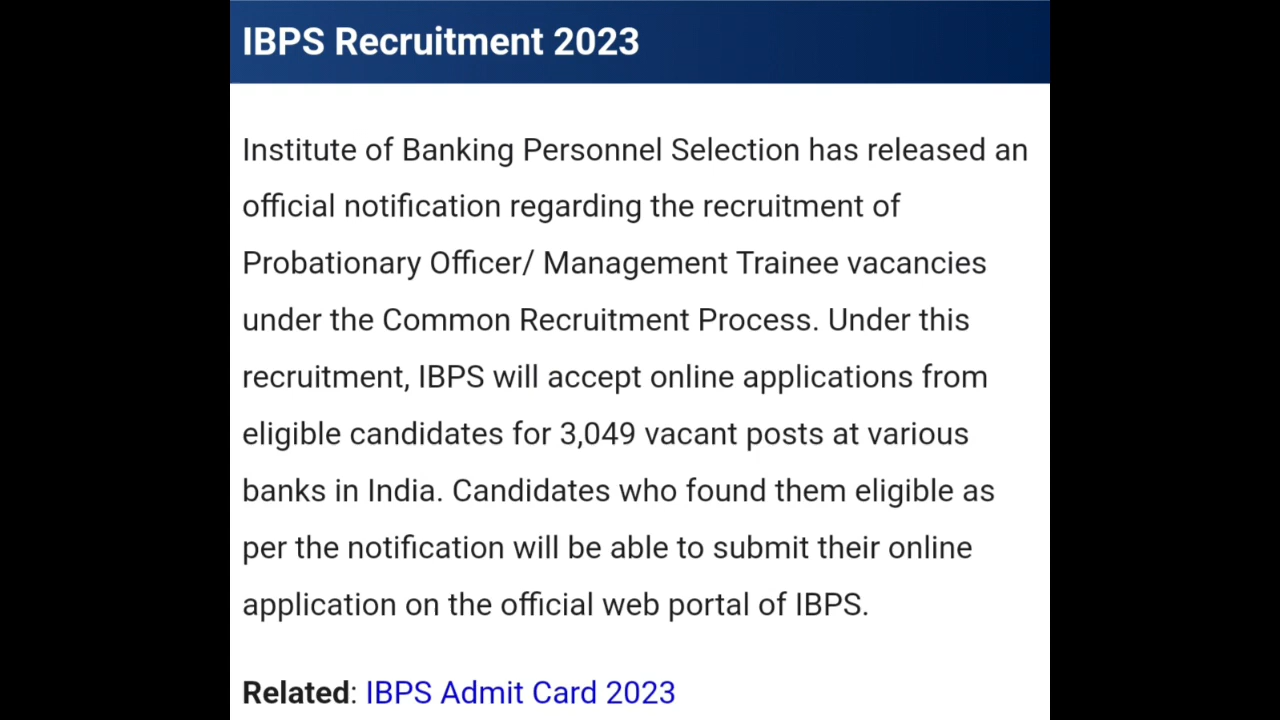 IBPS Recruitment 2023
Institute of Banking Personnel Selection has released an
official notification regarding the recruitment of
Probationary Officer/ Management Trainee vacancies
under the Common Recruitment Process. Under this
recruitment, IBPS will accept online applications from
eligible candidates for 3,049 vacant posts at various
banks in India. Candidates who found them eligible as
per the notification will be able to submit their online
application on the official web portal of IBPS.
Related: IBPS Admit Card 2023